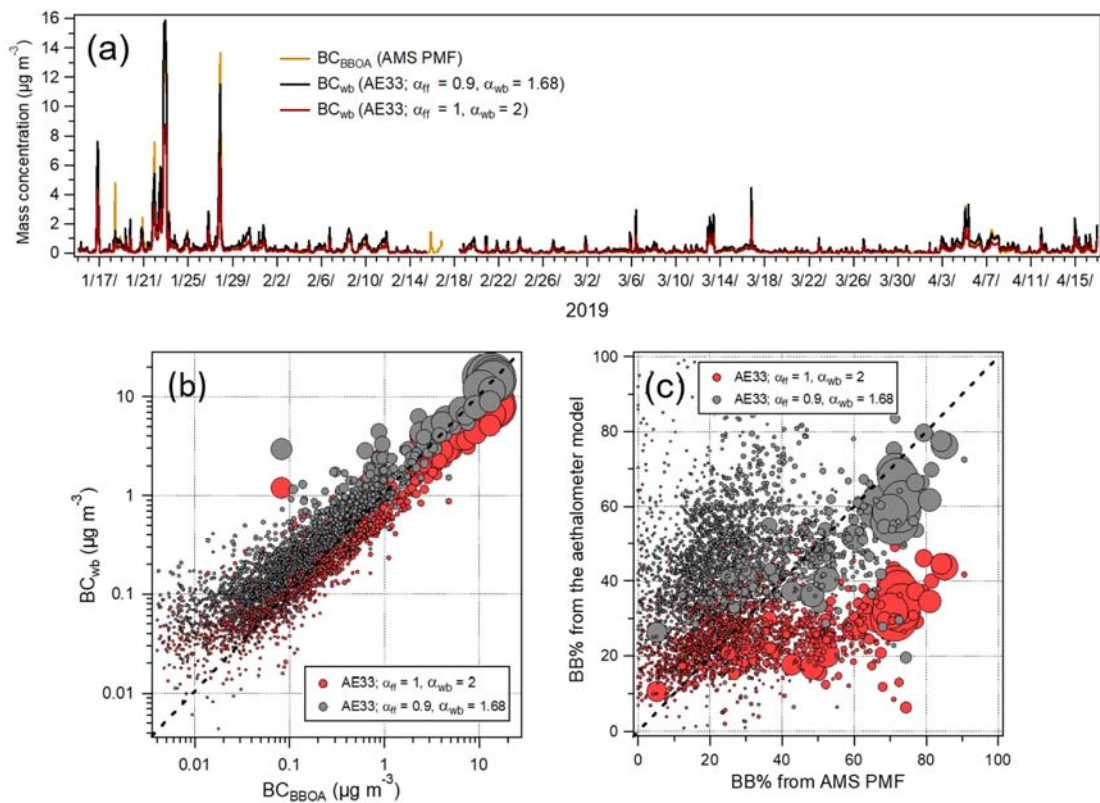 (a)
16
14
12
10
8
6
4
2
0
Mass concentration (µg m⁻³)
BC_BBOA (AMS PMF)
BC_wb (AE33; α_ff = 0.9, α_wb = 1.68)
BC_wb (AE33; α_ff = 1, α_wb = 2)
1/17/ 1/21/ 1/25/ 1/29/ 2/2/ 2/6/ 2/10/ 2/14/ 2/18/ 2/22/ 2/26/ 3/2/ 3/6/ 3/10/ 3/14/ 3/18/ 3/22/ 3/26/ 3/30/ 4/3/ 4/7/ 4/11/ 4/15/
2019
(b)
10
1
0.1
0.01
BC_wb (µg m⁻³)
AE33; α_ff = 1, α_wb = 2
AE33; α_ff = 0.9, α_wb = 1.68
0.01 0.1 1 10
BC_BBOA (µg m⁻³)
(c)
100
80
60
40
20
0
BB% from the aethalometer model
AE33; α_ff = 1, α_wb = 2
AE33; α_ff = 0.9, α_wb = 1.68
0 20 40 60 80 100
BB% from AMS PMF